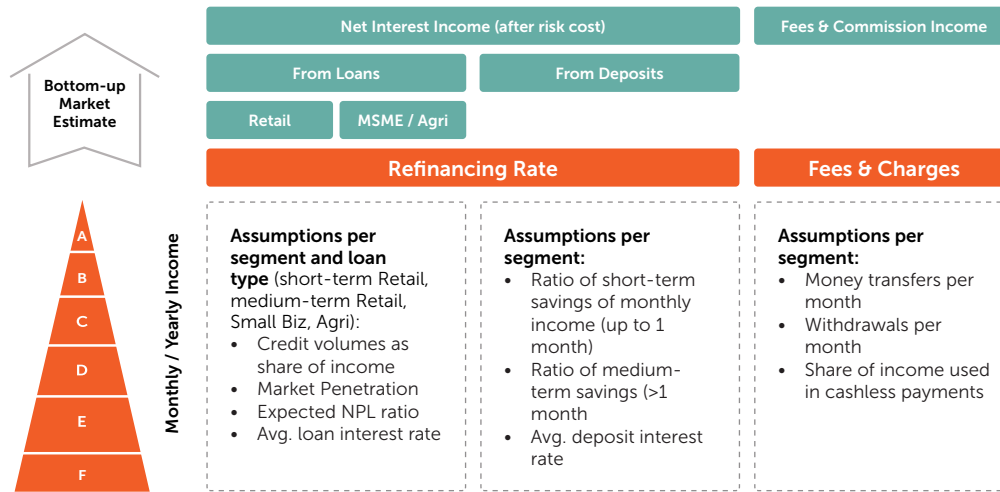 Net Interest Income (after risk cost)
Fees & Commission Income
Bottom-up
Market
Estimate
From Loans
From Deposits
Retail
MSME / Agri
Refinancing Rate
Fees & Charges
A
B
C
D
E
F
Monthly / Yearly Income
Assumptions per
segment and loan
type (short-term Retail,
medium-term Retail,
Small Biz, Agri):
• Credit volumes as
share of income
• Market Penetration
• Expected NPL ratio
• Avg. loan interest rate
Assumptions per
segment:
• Ratio of short-term
savings of monthly
income (up to 1
month)
• Ratio of medium-
term savings (>1
month
• Avg. deposit interest
rate
Assumptions per
segment:
• Money transfers per
month
• Withdrawals per
month
• Share of income used
in cashless payments